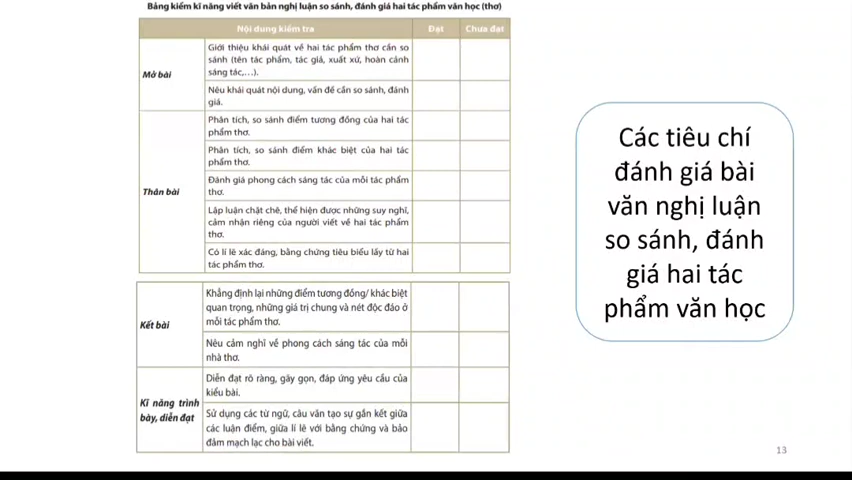 Bảng kiểm kĩ năng viết văn bản nghị luận so sánh, đánh giá hai tác phẩm văn học (thơ)
Nội dung kiểm tra
Đạt
Chưa đạt
Mở bài
Giới thiệu khái quát về hai tác phẩm thơ cần so
sánh (tên tác phẩm, tác giả, xuất xứ, hoàn cảnh
sáng tác,…).
Nêu khái quát nội dung, vấn đề cần so sánh, đánh
giá.
Thân bài
Phân tích, so sánh điểm tương đồng của hai tác
phẩm thơ.
Phân tích, so sánh điểm khác biệt của hai tác
phẩm thơ.
Đánh giá phong cách sáng tác của mỗi tác phẩm
thơ.
Lập luận chặt chẽ, thể hiện được những suy nghĩ,
cảm nhận riêng của người viết về hai tác phẩm
thơ.
Có lí lẽ xác đáng, bằng chứng tiêu biểu lấy từ hai
tác phẩm thơ.
Kết bài
Khẳng định lại những điểm tương đồng/ khác biệt
quan trọng, những giá trị chung và nét độc đáo ở
mỗi tác phẩm thơ.
Nêu cảm nghĩ về phong cách sáng tác của mỗi
nhà thơ.
Kĩ năng trình
bày, diễn đạt
Diễn đạt rõ ràng, gãy gọn, đáp ứng yêu cầu của
kiểu bài.
Sử dụng các từ ngữ, câu văn tạo sự gắn kết giữa
các luận điểm, giữa lí lẽ với bằng chứng và bảo
đảm mạch lạc cho bài viết.
Các tiêu chí
đánh giá bài
văn nghị luận
so sánh, đánh
giá hai tác
phẩm văn học
13